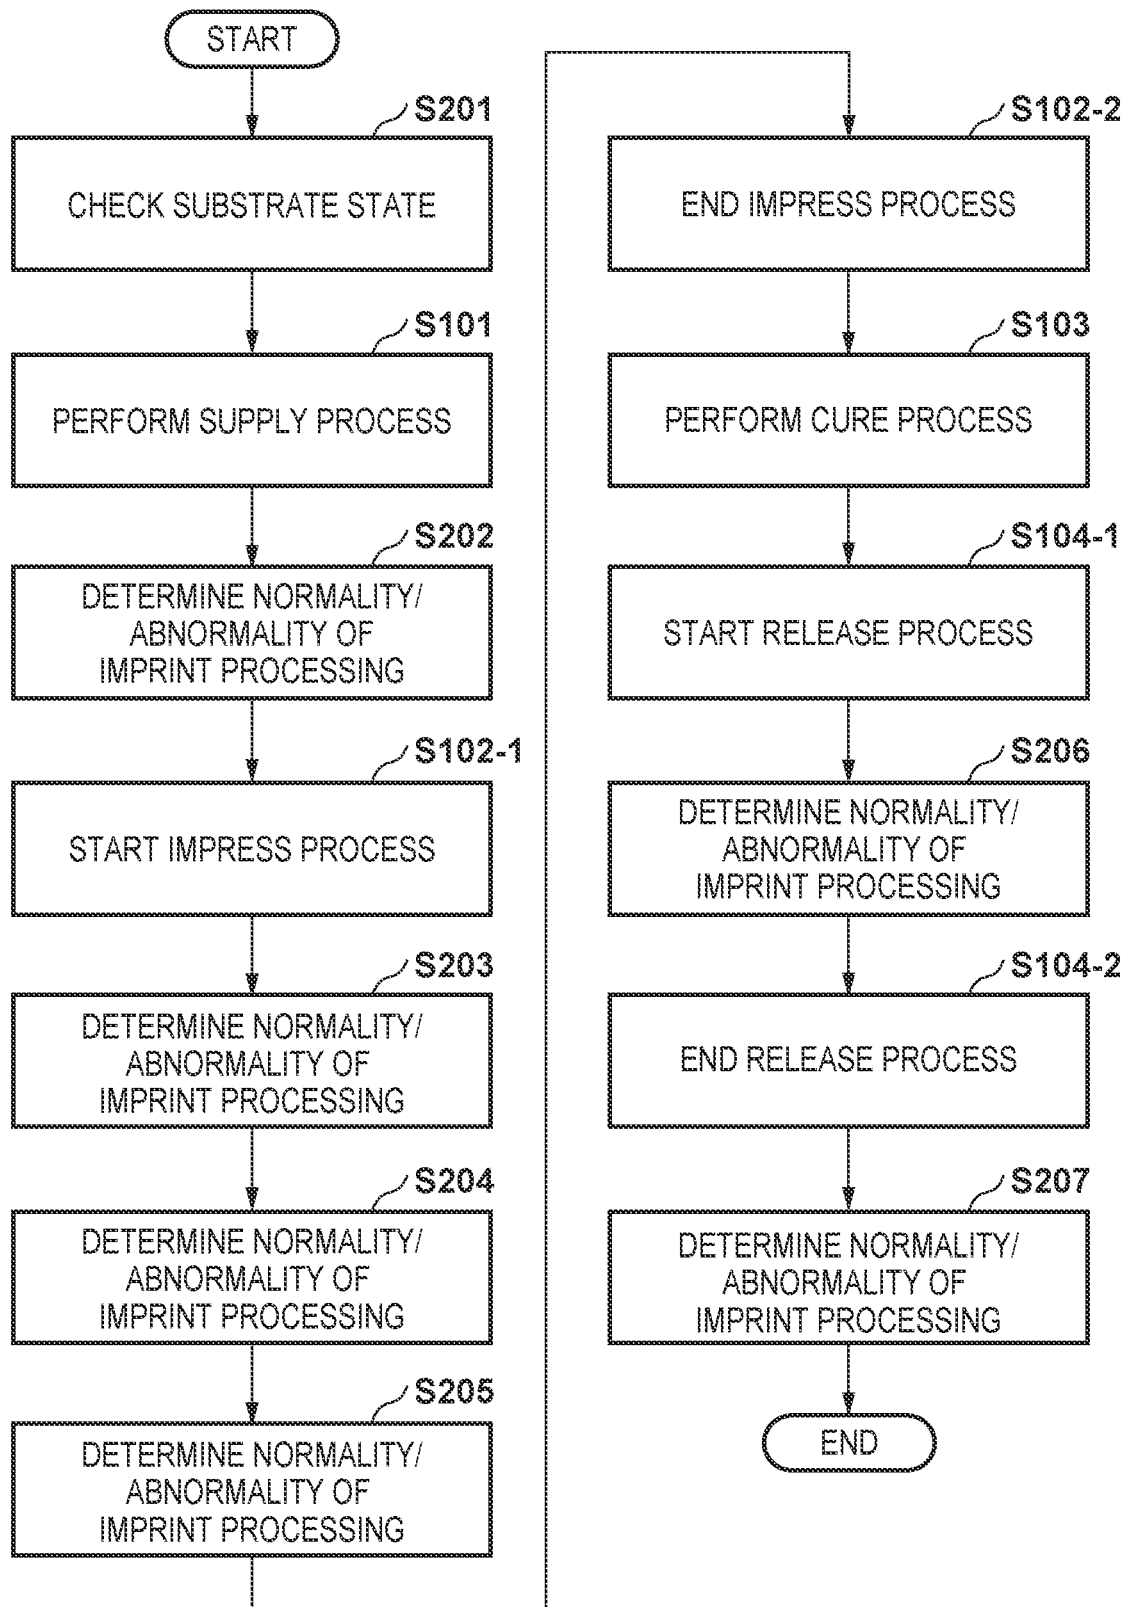 START
S201
CHECK SUBSTRATE STATE
S101
PERFORM SUPPLY PROCESS
S202
DETERMINE NORMALITY/
ABNORMALITY OF
IMPRINT PROCESSING
S102-1
START IMPRESS PROCESS
S203
DETERMINE NORMALITY/
ABNORMALITY OF
IMPRINT PROCESSING
S204
DETERMINE NORMALITY/
ABNORMALITY OF
IMPRINT PROCESSING
S205
DETERMINE NORMALITY/
ABNORMALITY OF
IMPRINT PROCESSING
S102-2
END IMPRESS PROCESS
S103
PERFORM CURE PROCESS
S104-1
START RELEASE PROCESS
S206
DETERMINE NORMALITY/
ABNORMALITY OF
IMPRINT PROCESSING
S104-2
END RELEASE PROCESS
S207
DETERMINE NORMALITY/
ABNORMALITY OF
IMPRINT PROCESSING
END